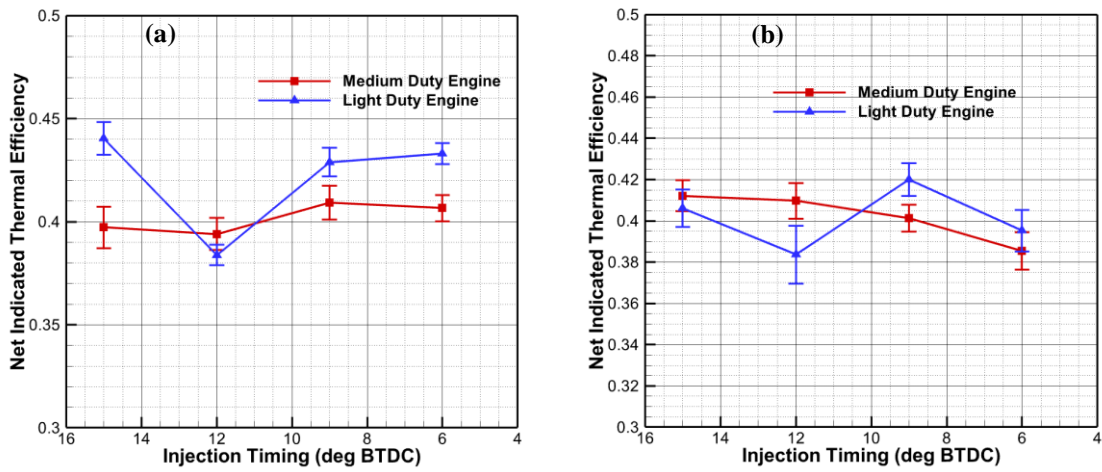 (a)
Net Indicated Thermal Efficiency
0.5
0.45
0.4
0.35
0.3
Medium Duty Engine
Light Duty Engine
16 14 12 10 8 6 4
Injection Timing (deg BTDC)
(b)
Net Indicated Thermal Efficiency
0.5
0.48
0.46
0.44
0.42
0.4
0.38
0.36
0.34
0.32
0.3
Medium Duty Engine
Light Duty Engine
16 14 12 10 8 6 4
Injection Timing (deg BTDC)